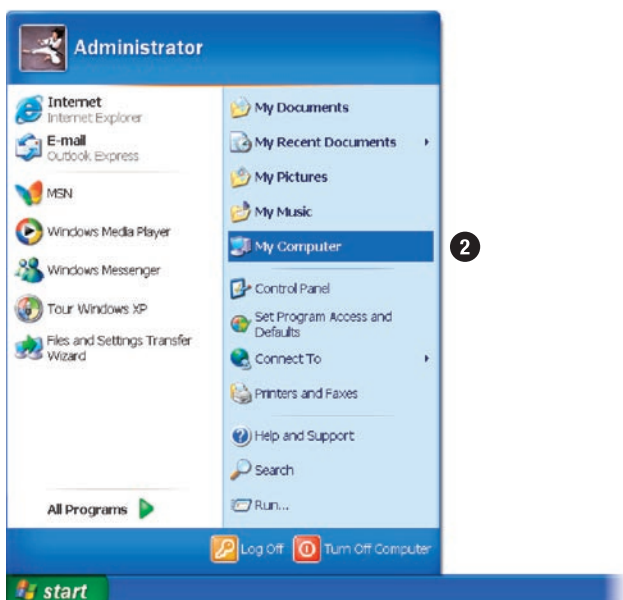 Administrator
Internet
Internet Explorer
E-mail
Outlook Express
MSN
Windows Media Player
Windows Messenger
Tour Windows XP
Files and Settings Transfer
Wizard
All Programs
My Documents
My Recent Documents
My Pictures
My Music
My Computer
2
Control Panel
Set Program Access and
Defaults
Connect To
Printers and Faxes
Help and Support
Search
Run...
Log Off
Turn Off Computer
start